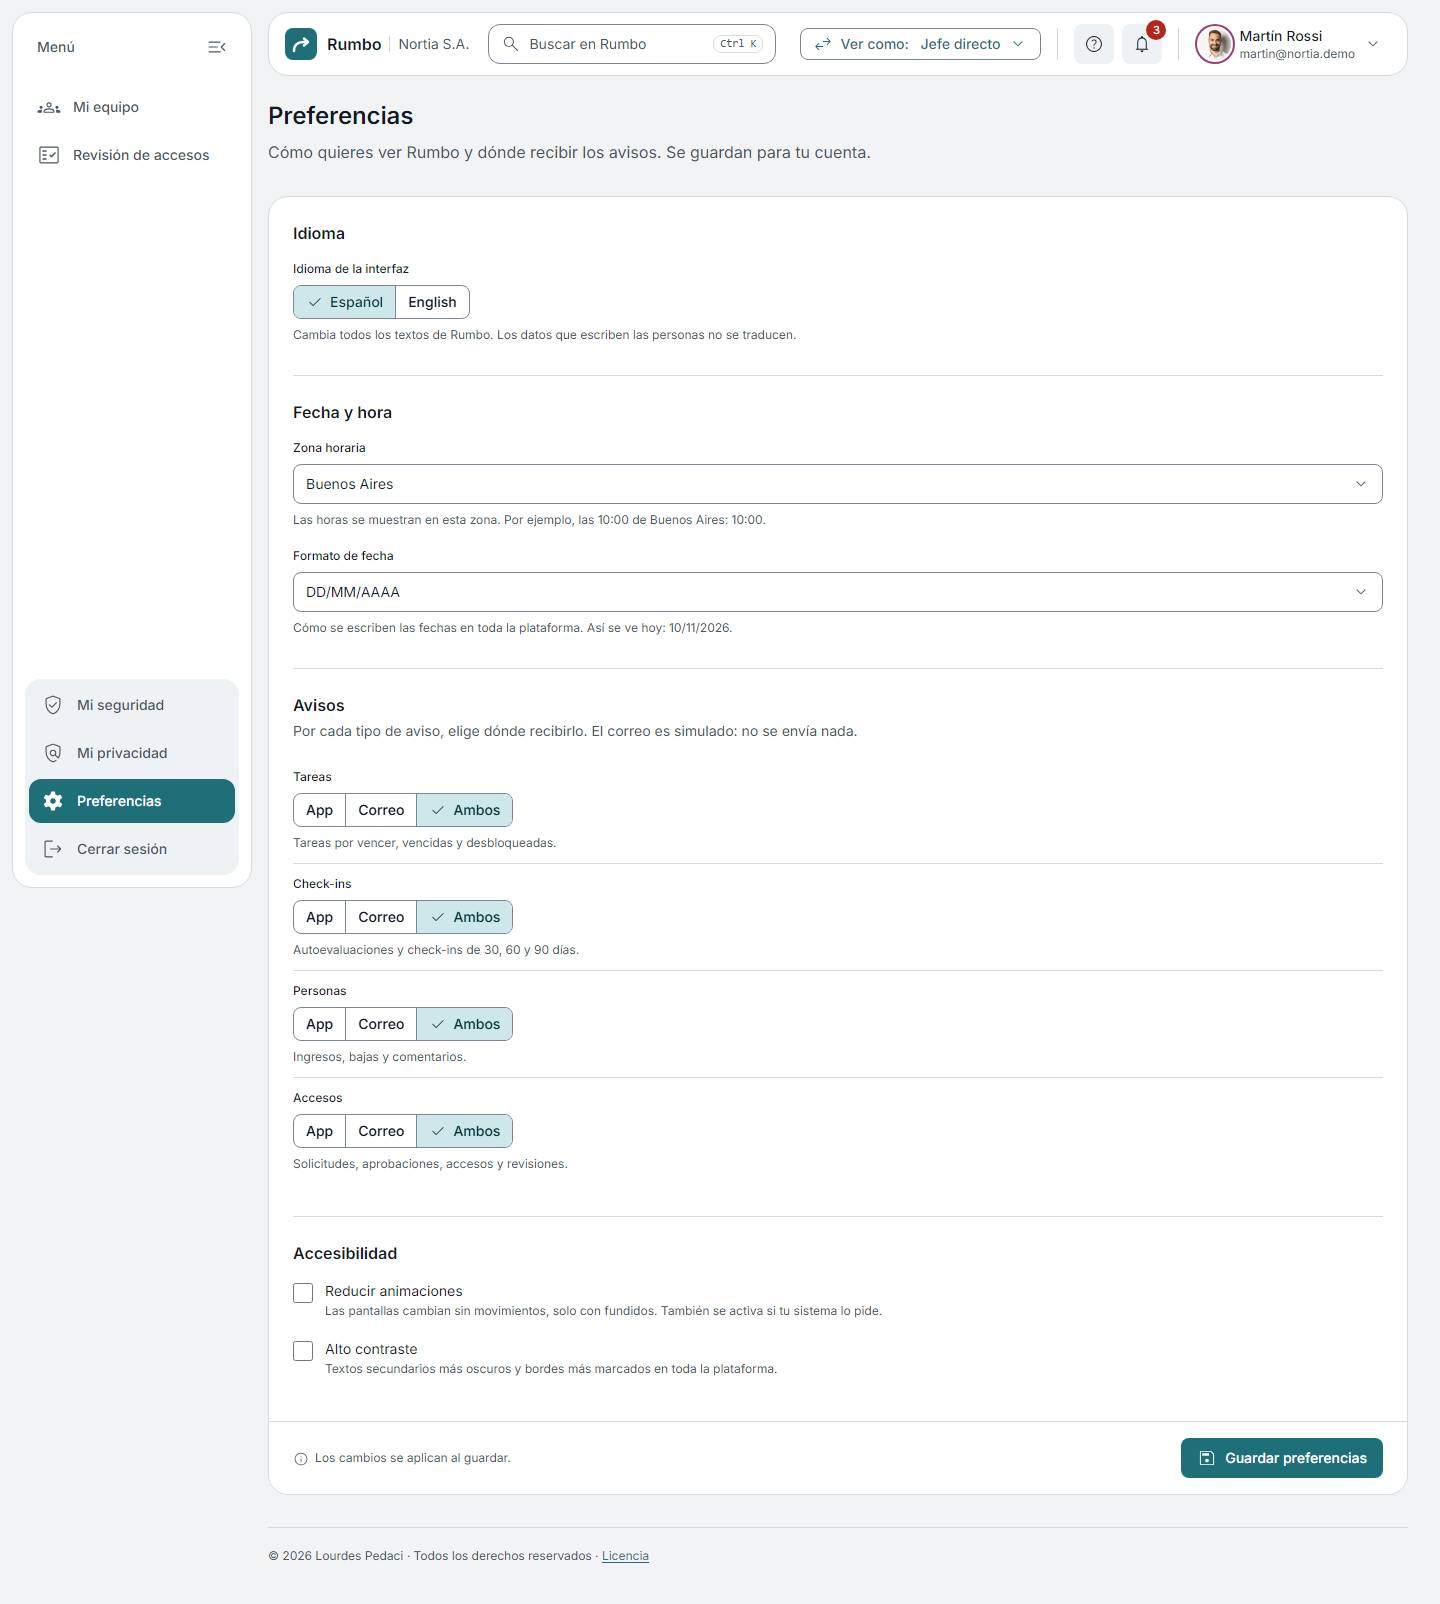 Menú
Mi equipo
Revisión de accesos
Mi seguridad
Mi privacidad
Preferencias
Cerrar sesión
Rumbo
Nortia S.A.
Buscar en Rumbo
Ctrl K
Ver como: Jefe directo
3
Martín Rossi
martin@nortia.demo
Preferencias
Cómo quieres ver Rumbo y dónde recibir los avisos. Se guardan para tu cuenta.
Idioma
Idioma de la interfaz
Español
English
Cambia todos los textos de Rumbo. Los datos que escriben las personas no se traducen.
Fecha y hora
Zona horaria
Buenos Aires
Las horas se muestran en esta zona. Por ejemplo, las 10:00 de Buenos Aires: 10:00.
Formato de fecha
DD/MM/AAAA
Cómo se escriben las fechas en toda la plataforma. Así se ve hoy: 10/11/2026.
Avisos
Por cada tipo de aviso, elige dónde recibirlo. El correo es simulado: no se envía nada.
Tareas
App
Correo
Ambos
Tareas por vencer, vencidas y desbloqueadas.
Check-ins
App
Correo
Ambos
Autoevaluaciones y check-ins de 30, 60 y 90 días.
Personas
App
Correo
Ambos
Ingresos, bajas y comentarios.
Accesos
App
Correo
Ambos
Solicitudes, aprobaciones, accesos y revisiones.
Accesibilidad
Reducir animaciones
Las pantallas cambian sin movimientos, solo con fundidos. También se activa si tu sistema lo pide.
Alto contraste
Textos secundarios más oscuros y bordes más marcados en toda la plataforma.
Los cambios se aplican al guardar.
Guardar preferencias
© 2026 Lourdes Pedaci · Todos los derechos reservados · Licencia